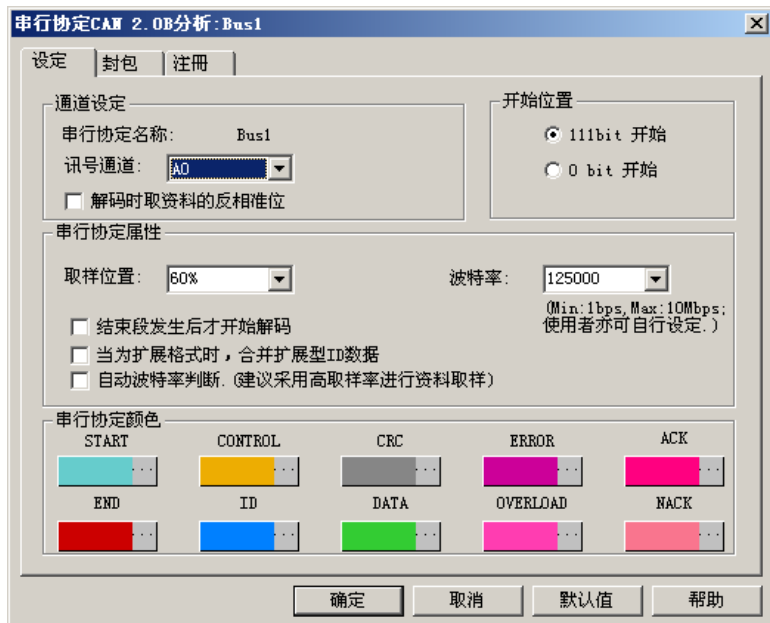 串行协定CAN 2.0B分析:Bus1
设定 封包 注冊
通道设定
串行协定名称: Bus1
讯号通道: A0
解码时取资料的反相准位
开始位置
111bit 开始
0 bit 开始
串行协定属性
取样位置: 60%
波特率: 125000
(Min:1bps,Max:10Mbps;
使用者亦可自行设定.)
结束段发生后才开始解码
当为扩展格式时，合并扩展型ID数据
自动波特率判断.(建议采用高取样率进行资料取样)
串行协定颜色
START CONTROL CRC ERROR ACK
... ... ... ... ...
END ID DATA OVERLOAD NACK
... ... ... ... ...
确定 取消 默认值 帮助